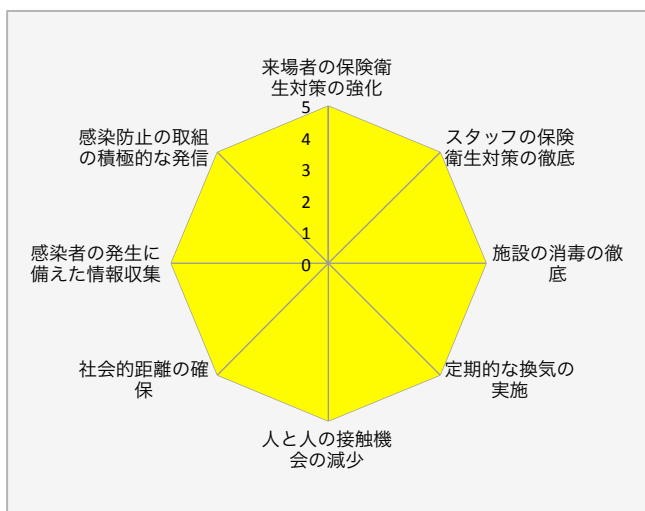 来場者の保険衛
生対策の強化
スタッフの保険
衛生対策の徹底
施設の消毒の徹
底
定期的な換気の
実施
人と人の接触機
会の減少
社会的距離の確
保
感染者の発生に
備えた情報収集
感染防止の取組
の積極的な発信
5
4
3
2
1
0